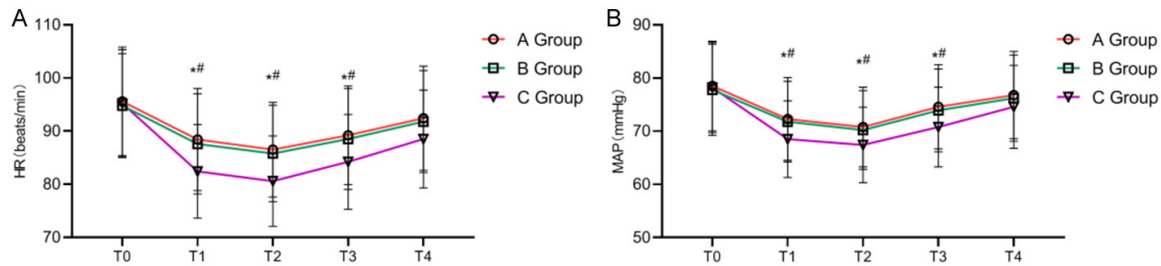 A
HR(beats/min)
110
100
90
80
70
*#
*#
*#
T0 T1 T2 T3 T4
A Group
B Group
C Group
B
MAP(mmHg)
90
80
70
60
50
*#
*#
*#
T0 T1 T2 T3 T4
A Group
B Group
C Group